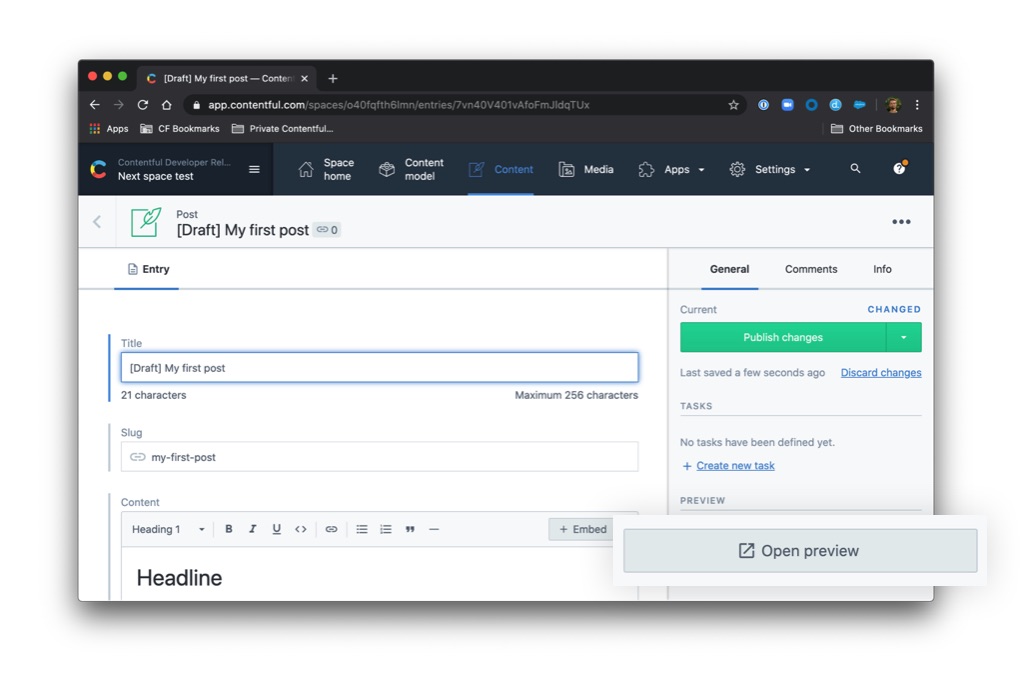 [Draft] My first post — Content
app.contentful.com/spaces/o40fqfth6lmn/entries/7vn40V401vAfoFmJldqTUx
Apps CF Bookmarks Private Contentful... Other Bookmarks
Contentful Developer Rel...
Next space test
Space home
Content model
Content
Media
Apps
Settings
Post
[Draft] My first post 0
Entry
General Comments Info
Title
[Draft] My first post
21 characters Maximum 256 characters
Slug
my-first-post
Content
Heading 1 B I U <> + Embed
Headline
Current CHANGED
Publish changes
Last saved a few seconds ago Discard changes
TASKS
No tasks have been defined yet.
+ Create new task
PREVIEW
Open preview